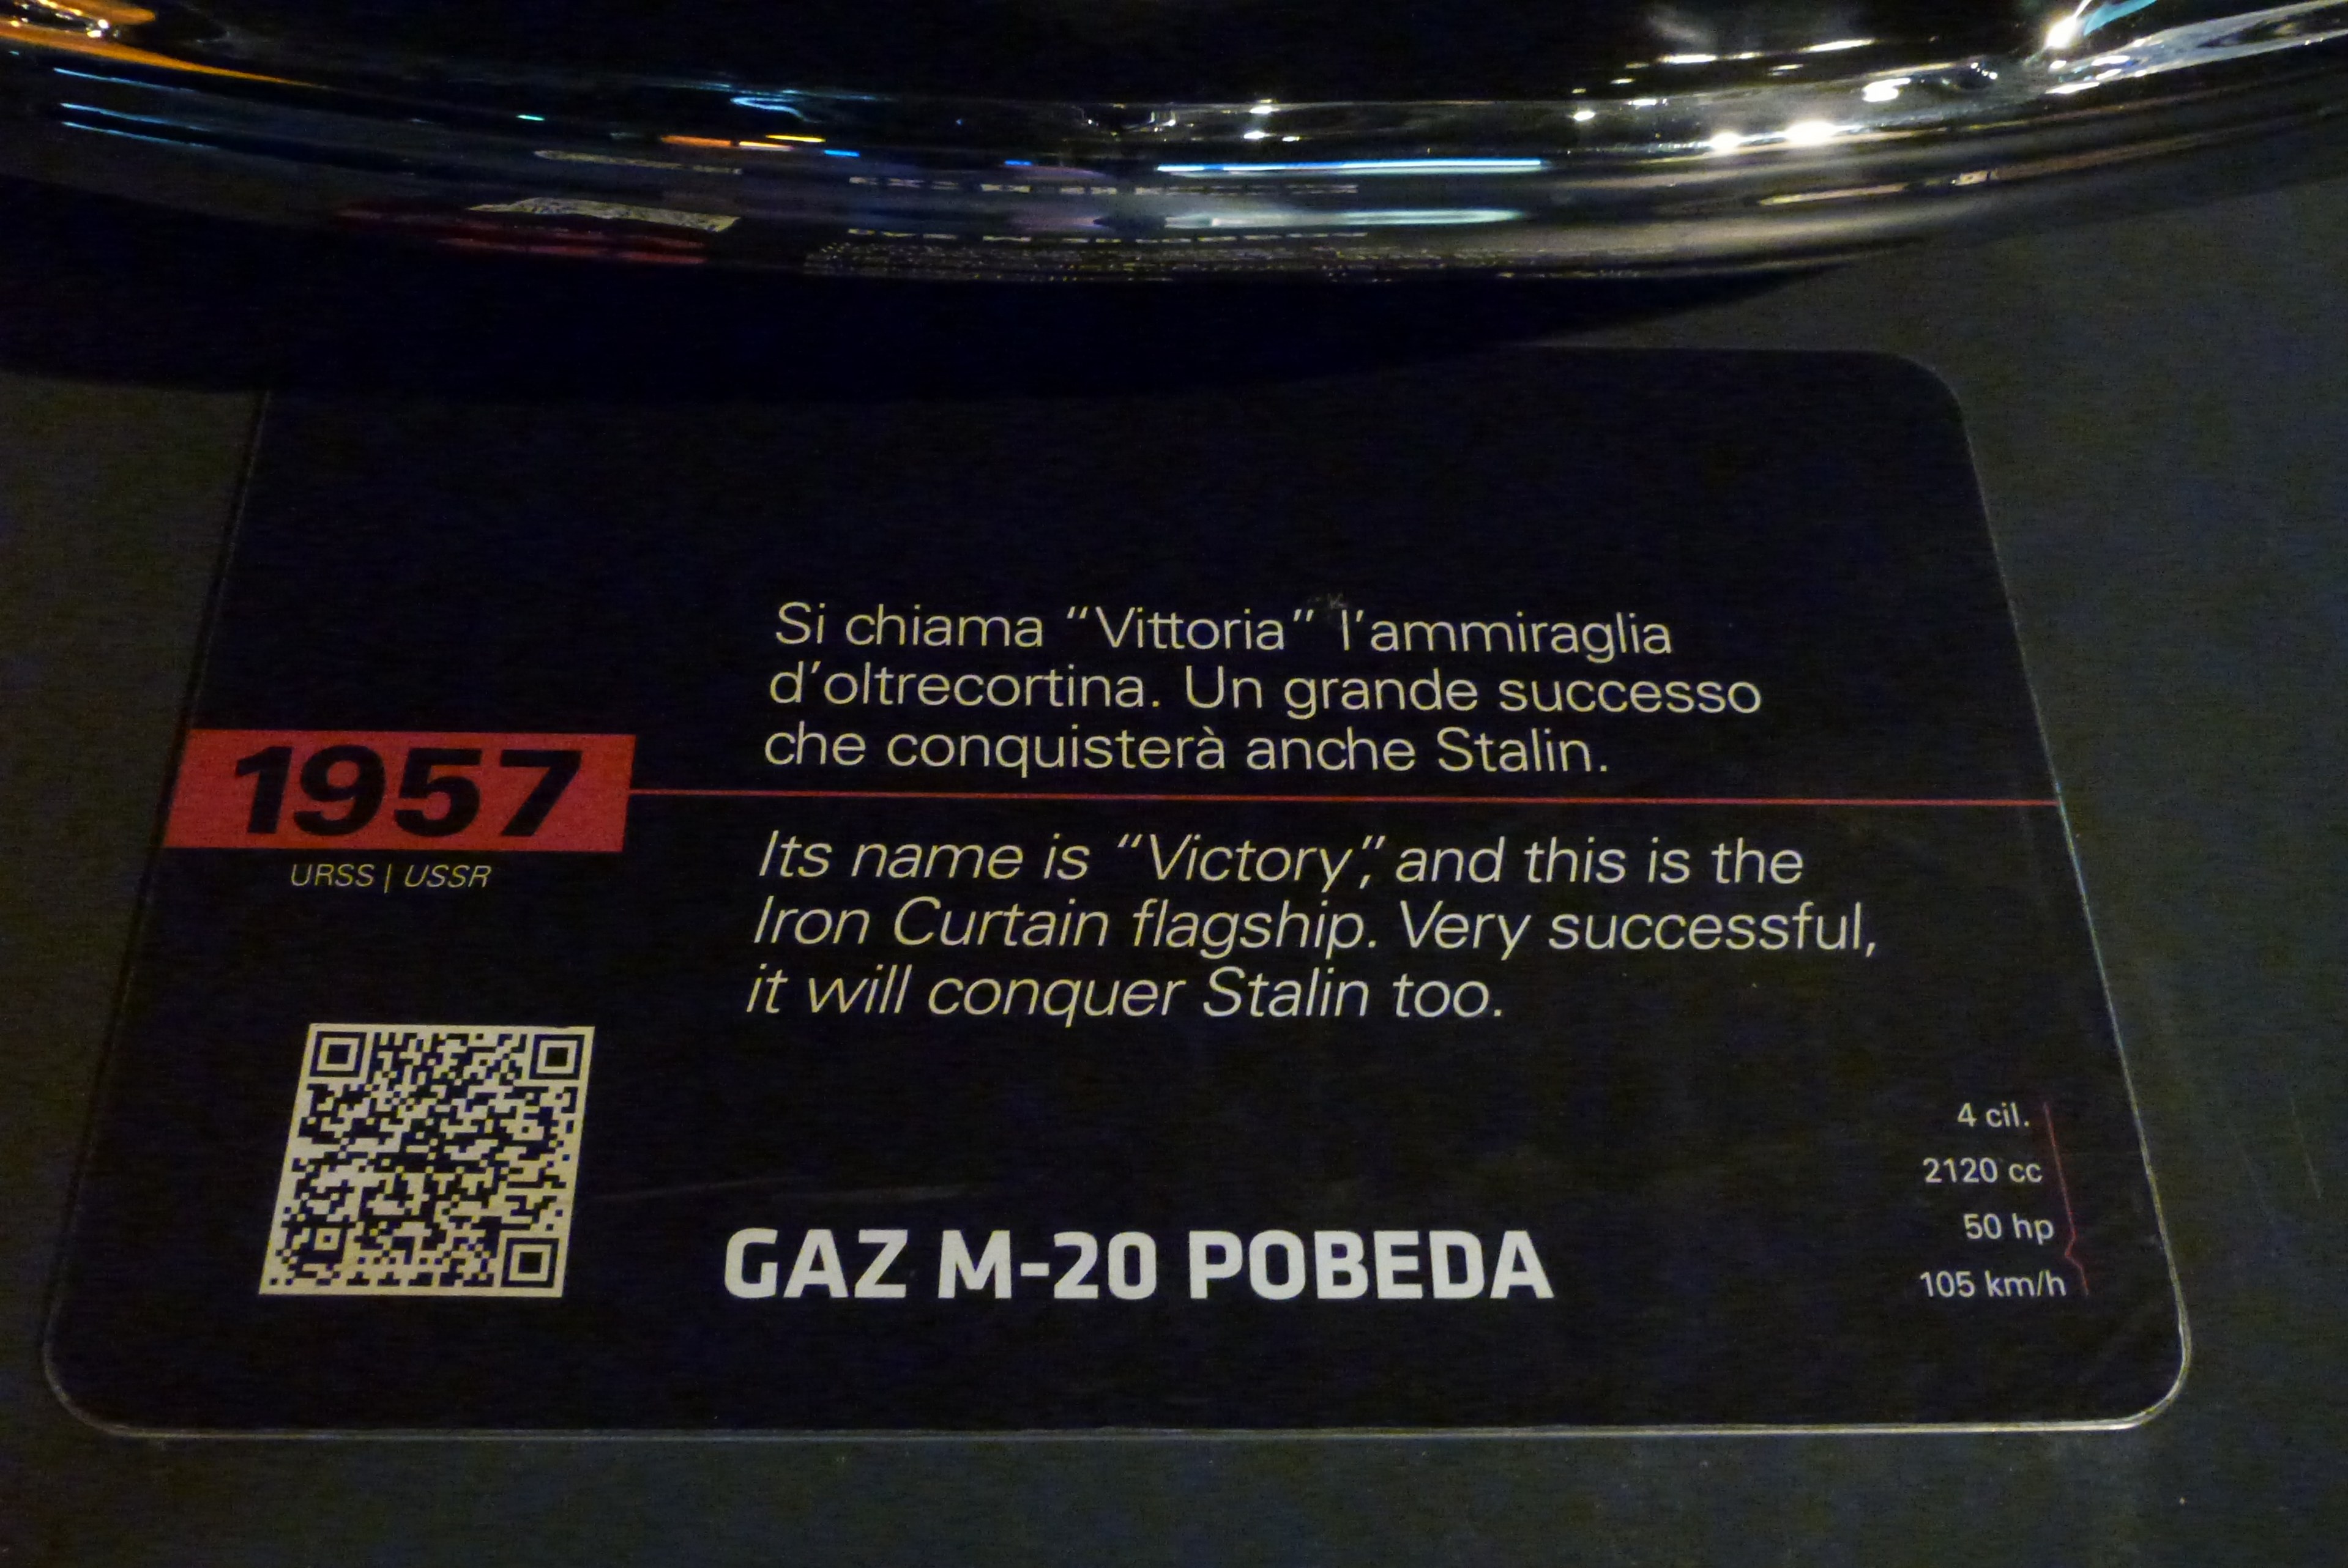 Si chiama “Vittoria” l’ammiraglia
d’oltrecortina. Un grande successo
che conquisterà anche Stalin.
1957
URSS | USSR
Its name is “Victory”, and this is the
Iron Curtain flagship. Very successful,
it will conquer Stalin too.
GAZ M-20 POBEDA
4 cil.
2120 cc
50 hp
105 km/h